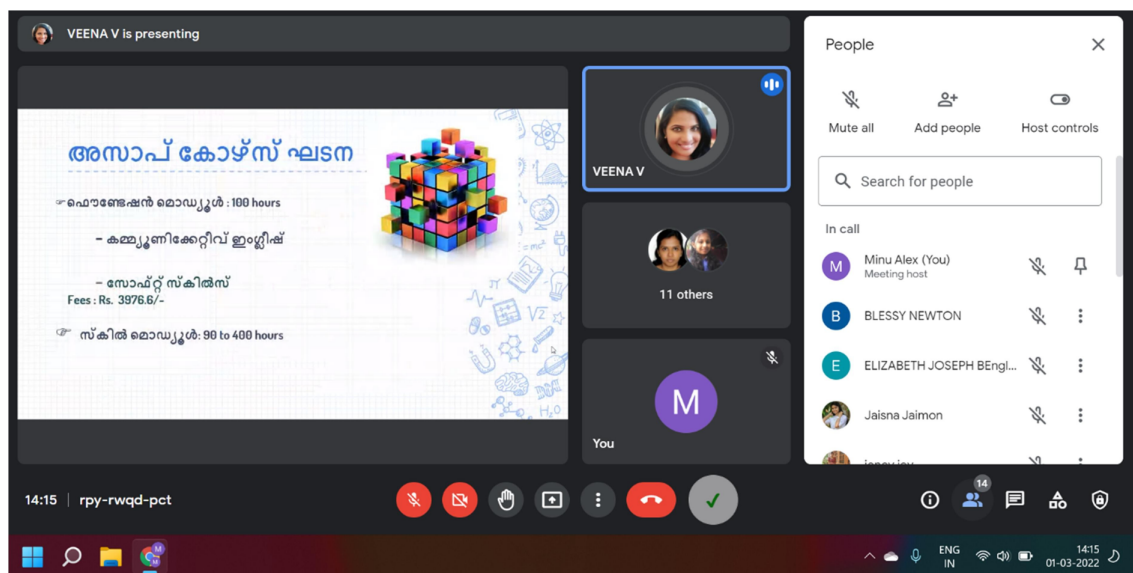 VEENA V is presenting
അസാപ് കോഴ്സ് ഘടന
☞ഫൌണ്ടേഷൻ മൊഡ്യൂൾ : 100 hours
– കമ്മ്യൂണിക്കേറ്റീവ് ഇംഗ്ലീഷ്
– സോഫ്റ്റ് സ്കിൽസ്
Fees : Rs. 3976.6/-
☞ സ്കിൽ മൊഡ്യൂൾ: 90 to 400 hours
π
√2
H₂O
VEENA V
11 others
M
You
People
Mute all
Add people
Host controls
Search for people
In call
M
Minu Alex (You)
Meeting host
B
BLESSY NEWTON
E
ELIZABETH JOSEPH BEngl...
Jaisna Jaimon
14:15 | rpy-rwqd-pct
14
ENG
IN
14:15
01-03-2022